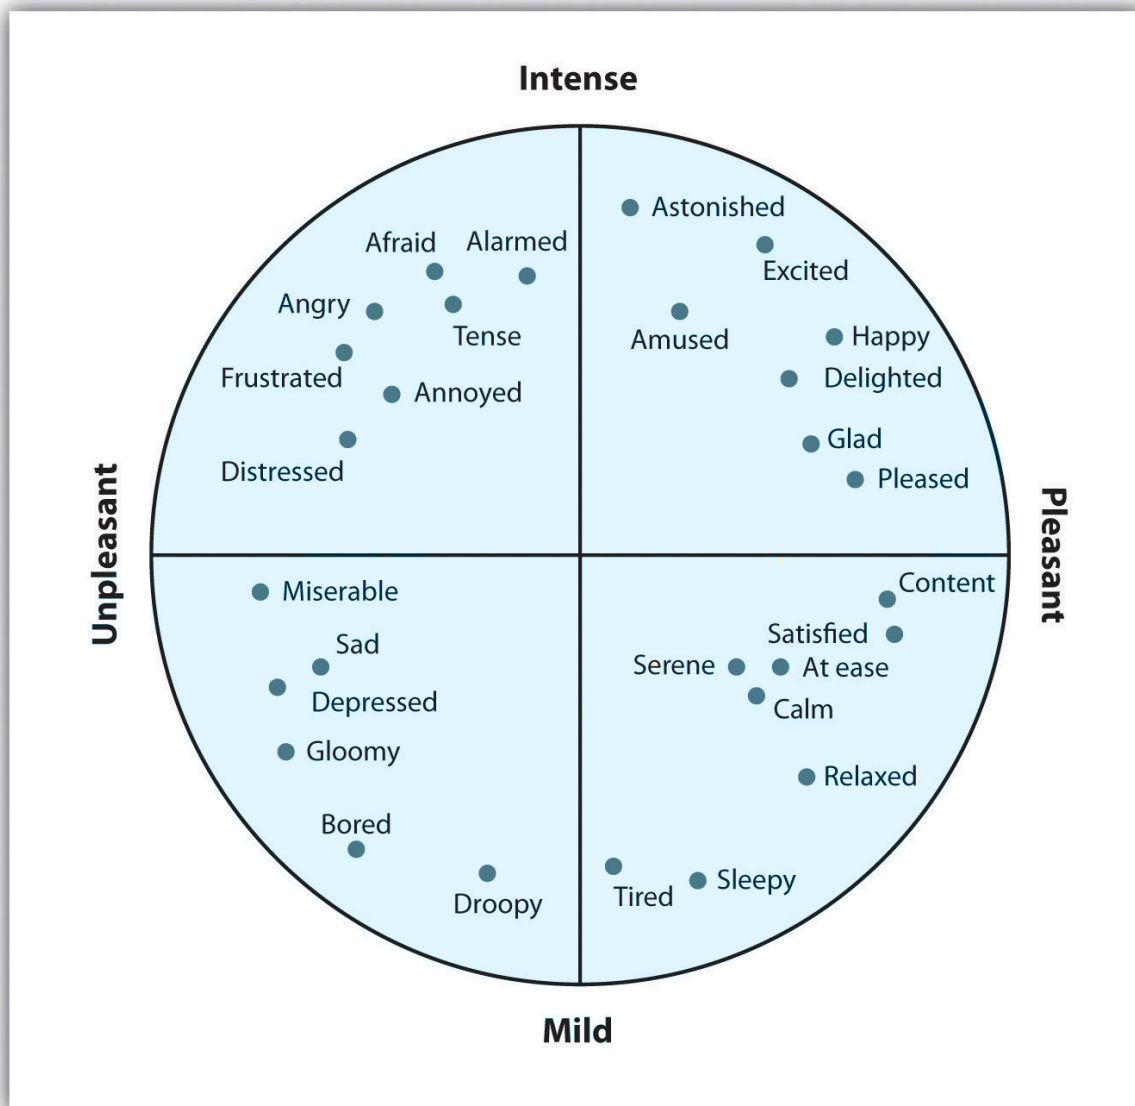 Intense
Astonished
Afraid
Alarmed
Excited
Angry
Tense
Amused
Happy
Frustrated
Delighted
Annoyed
Glad
Distressed
Pleased
Unpleasant
Pleasant
Content
Miserable
Satisfied
Sad
Serene
At ease
Depressed
Calm
Gloomy
Relaxed
Bored
Sleepy
Tired
Droopy
Mild